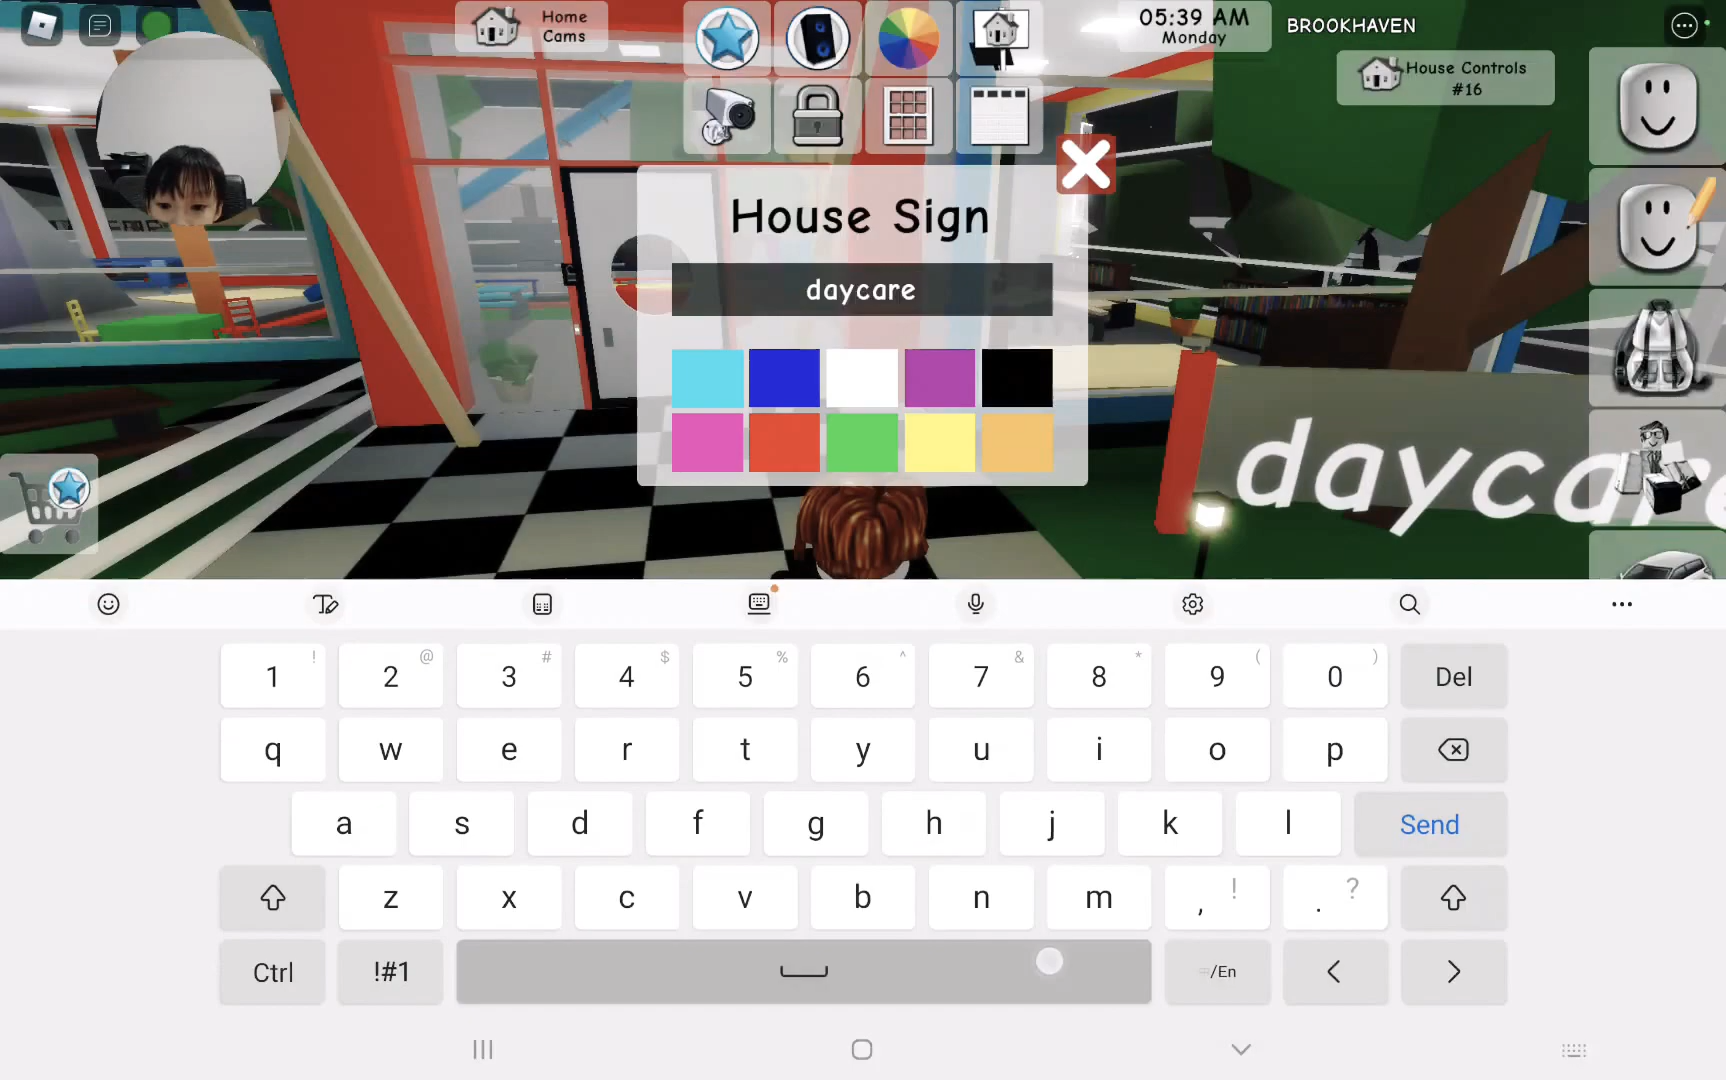 Home
Cams
05:39 AM
Monday
BROOKHAVEN
House Controls
#16
House Sign
daycare
daycare
1 ! 2 @ 3 # 4 $ 5 % 6 ^ 7 & 8 * 9 ( 0 ) Del
q w e r t y u i o p
a s d f g h j k l Send
z x c v b n m , ! . ?
Ctrl !#1 /En < >